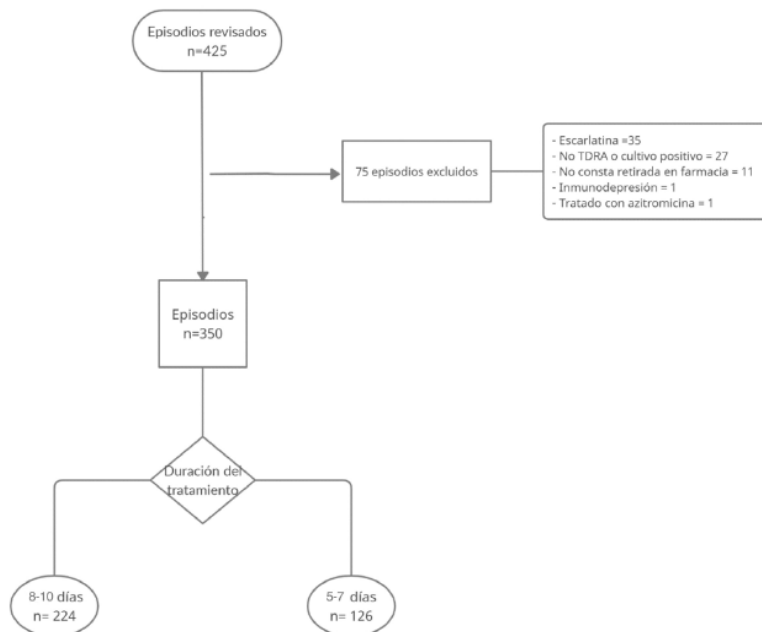 Episodios revisados
n=425
75 episodios excluidos
- Escarlatina =35
- No TDRA o cultivo positivo = 27
- No consta retirada en farmacia = 11
- Inmunodepresión = 1
- Tratado con azitromicina = 1
Episodios
n=350
Duración del
tratamiento
8-10 días
n= 224
5-7 días
n= 126